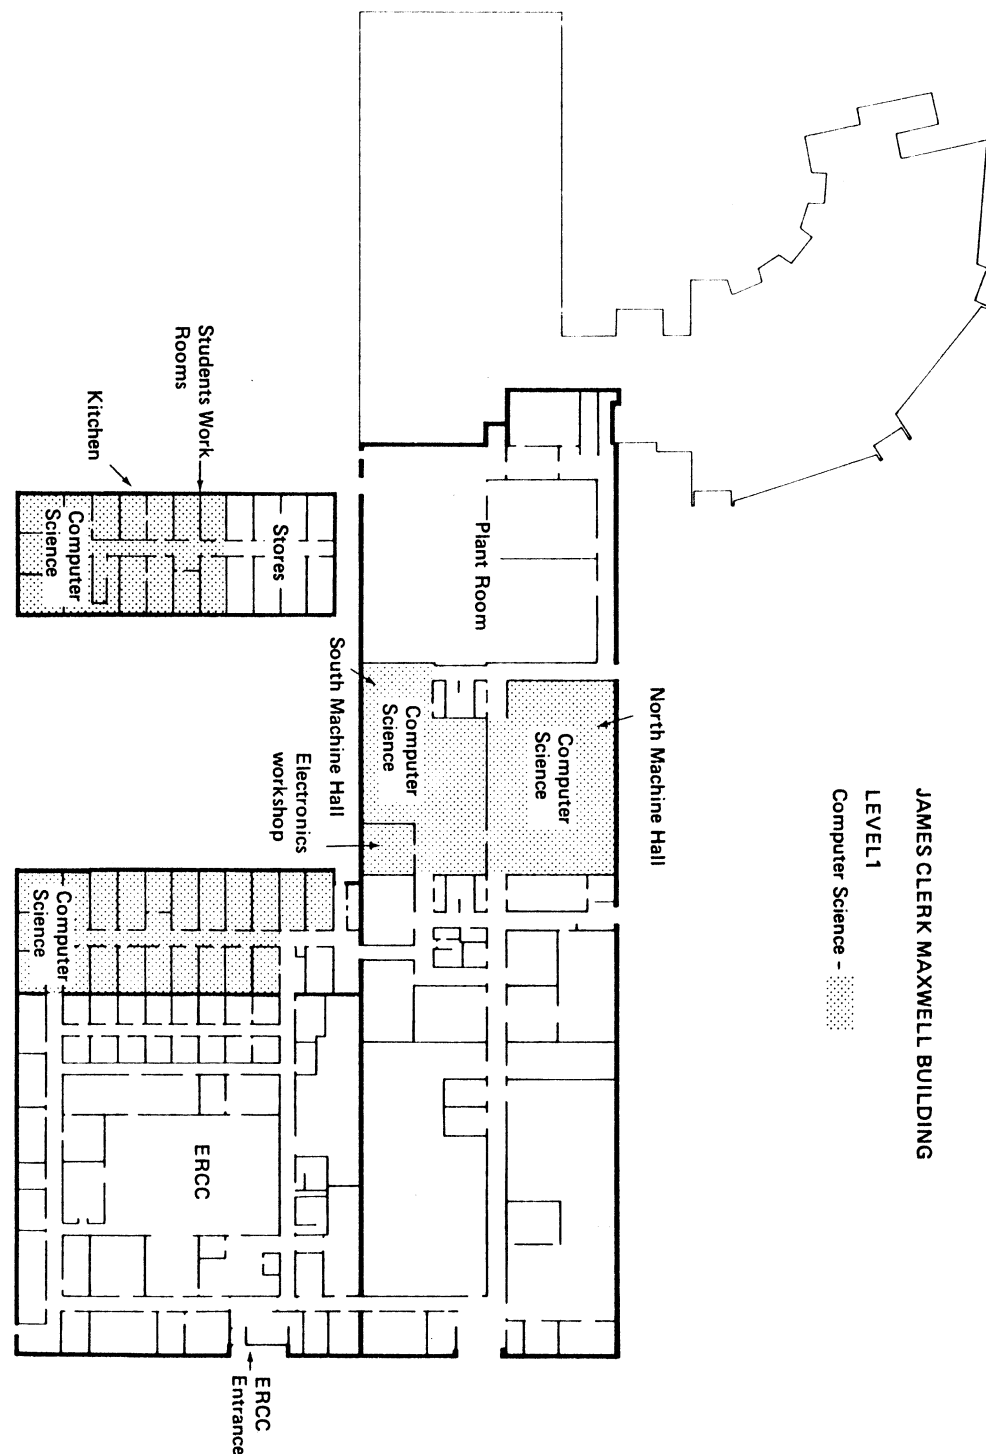 JAMES CLERK MAXWELL BUILDING
LEVEL 1
Computer Science -
North Machine Hall
Computer
Science
Plant Room
Computer
Science
South Machine Hall
Electronics
workshop
Stores
Students Work
Rooms
Kitchen
Computer
Science
Computer
Science
ERCC
ERCC
Entrance